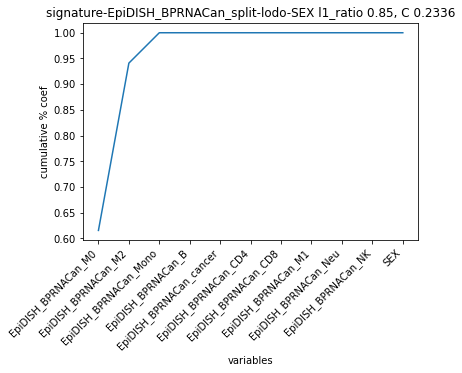 signature-EpiDISH_BPRNACan_split-lodo-SEX l1_ratio 0.85, C 0.2336
cumulative % coef
1.00
0.95
0.90
0.85
0.80
0.75
0.70
0.65
0.60
EpiDISH_BPRNACan_M0
EpiDISH_BPRNACan_M2
EpiDISH_BPRNACan_Mono
EpiDISH_BPRNACan_B
EpiDISH_BPRNACan_cancer
EpiDISH_BPRNACan_CD4
EpiDISH_BPRNACan_CD8
EpiDISH_BPRNACan_M1
EpiDISH_BPRNACan_Neu
EpiDISH_BPRNACan_NK
SEX
variables